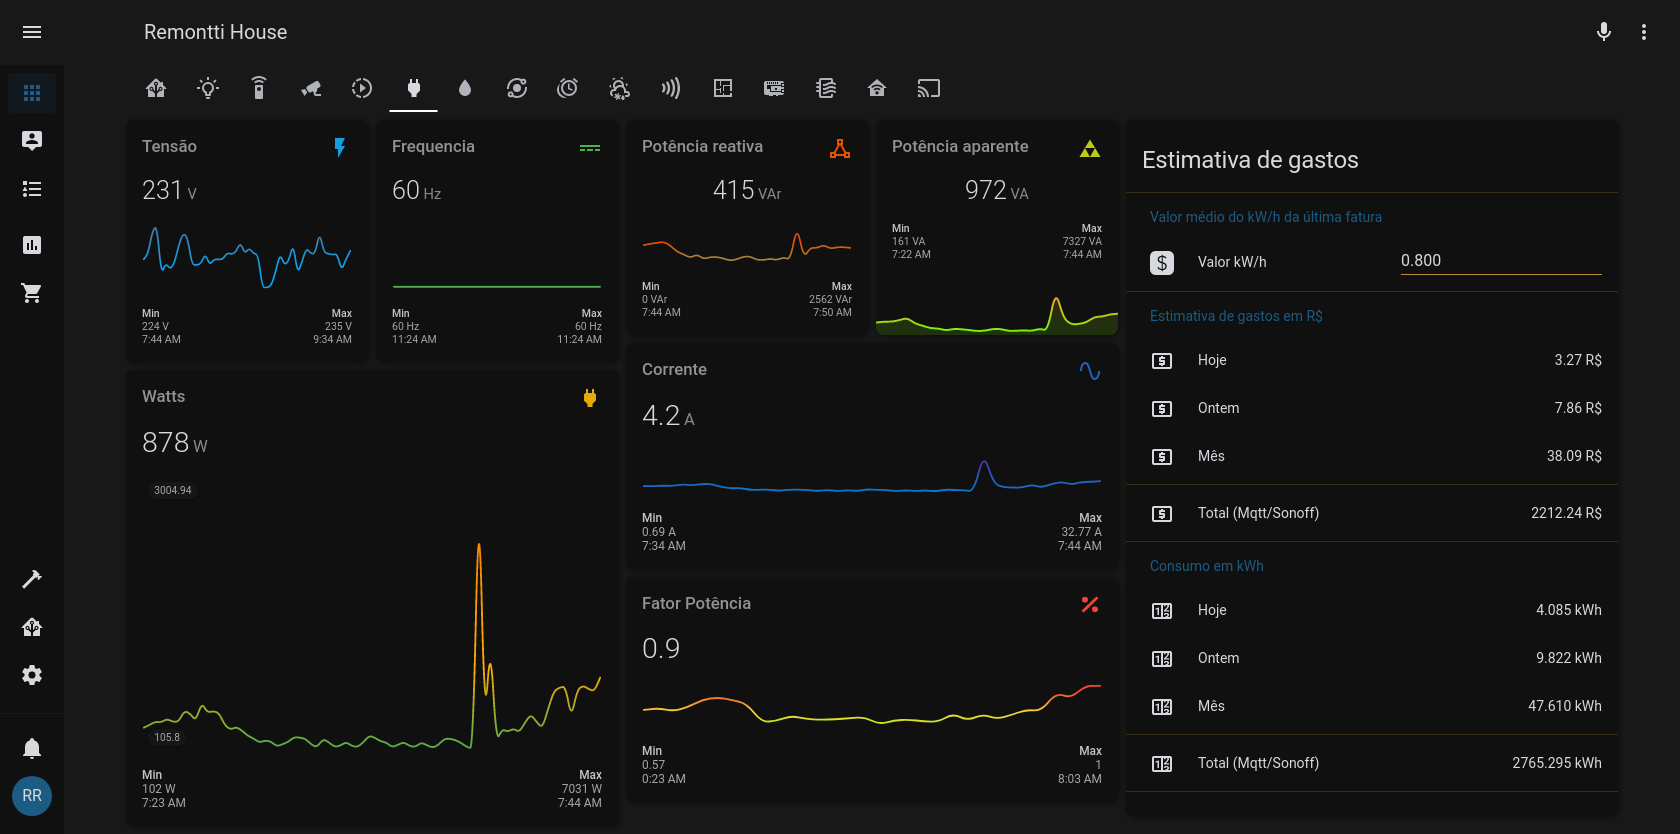 Remontti House
Tensão
231 V
Min Max
224 V 235 V
7:44 AM 9:34 AM
Frequencia
60 Hz
Min Max
60 Hz 60 Hz
11:24 AM 11:24 AM
Potência reativa
415 VAr
Min Max
0 VAr 2562 VAr
7:44 AM 7:50 AM
Potência aparente
972 VA
Min Max
161 VA 7327 VA
7:22 AM 7:44 AM
Watts
878 W
3004.94
105.8
Min Max
102 W 7031 W
7:23 AM 7:44 AM
Corrente
4.2 A
Min Max
0.69 A 32.77 A
7:34 AM 7:44 AM
Fator Potência
0.9
Min Max
0.57 1
0:23 AM 8:03 AM
Estimativa de gastos
Valor médio do kW/h da última fatura
$ Valor kW/h 0.800
Estimativa de gastos em R$
Hoje 3.27 R$
Ontem 7.86 R$
Mês 38.09 R$
Total (Mqtt/Sonoff) 2212.24 R$
Consumo em kWh
Hoje 4.085 kWh
Ontem 9.822 kWh
Mês 47.610 kWh
Total (Mqtt/Sonoff) 2765.295 kWh
RR